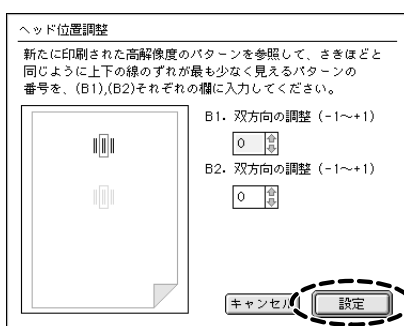 ヘッド位置調整
新たに印刷された高解像度のパターンを参照して、さきほどと
同じように上下の線のずれが最も少なく見えるパターンの
番号を、(B1),(B2)それぞれの欄に入力してください。
B1. 双方向の調整 (-1〜+1)
0
B2. 双方向の調整 (-1〜+1)
0
キャンセル
設定